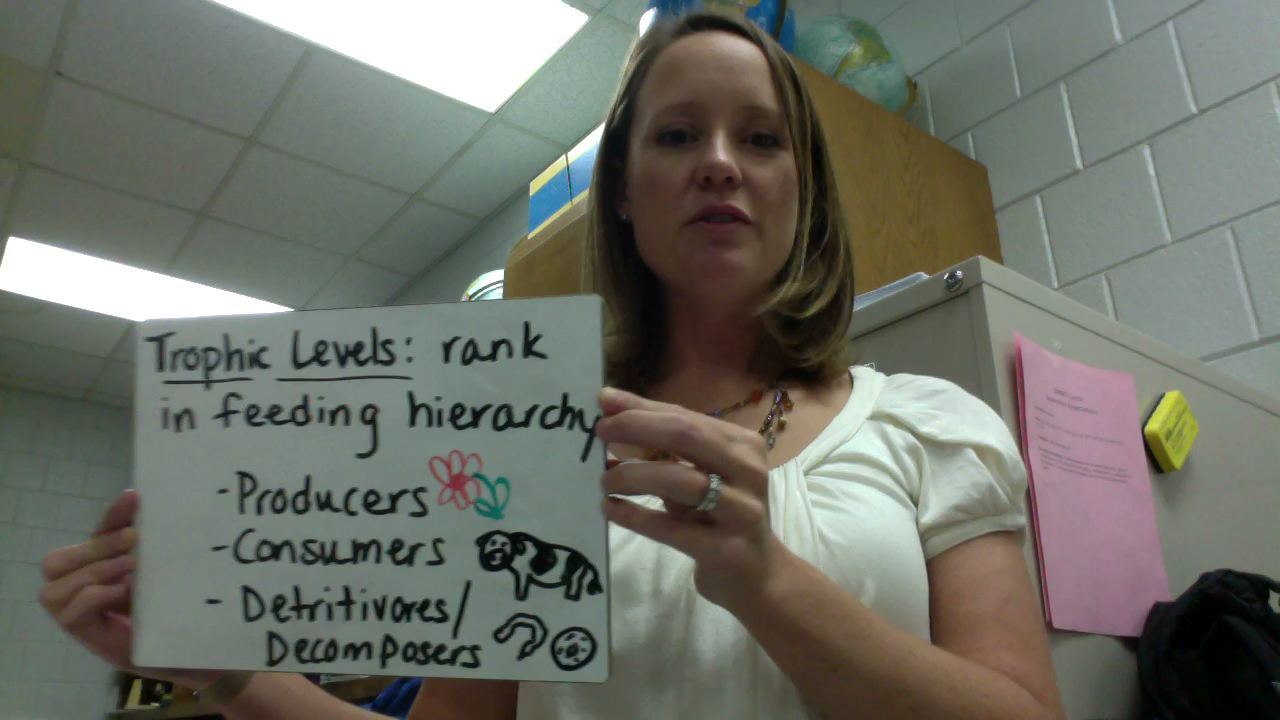 Trophic Levels: rank
in feeding hierarchy
- Producers
- Consumers
- Detritivores/
Decomposers